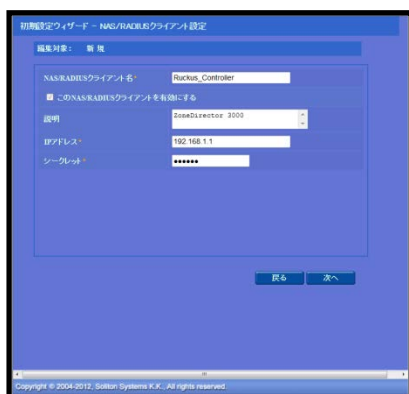 初期設定ウィザード - NAS/RADIUSクライアント設定
編集対象： 新規
NAS/RADIUSクライアント名*
Ruckus_Controller
このNAS/RADIUSクライアントを有効にする
説明
ZoneDirector 3000
IPアドレス*
192.168.1.1
シークレット*
●●●●●●
戻る 次へ
Copyright © 2004-2012, Soliton Systems K.K., All rights reserved.